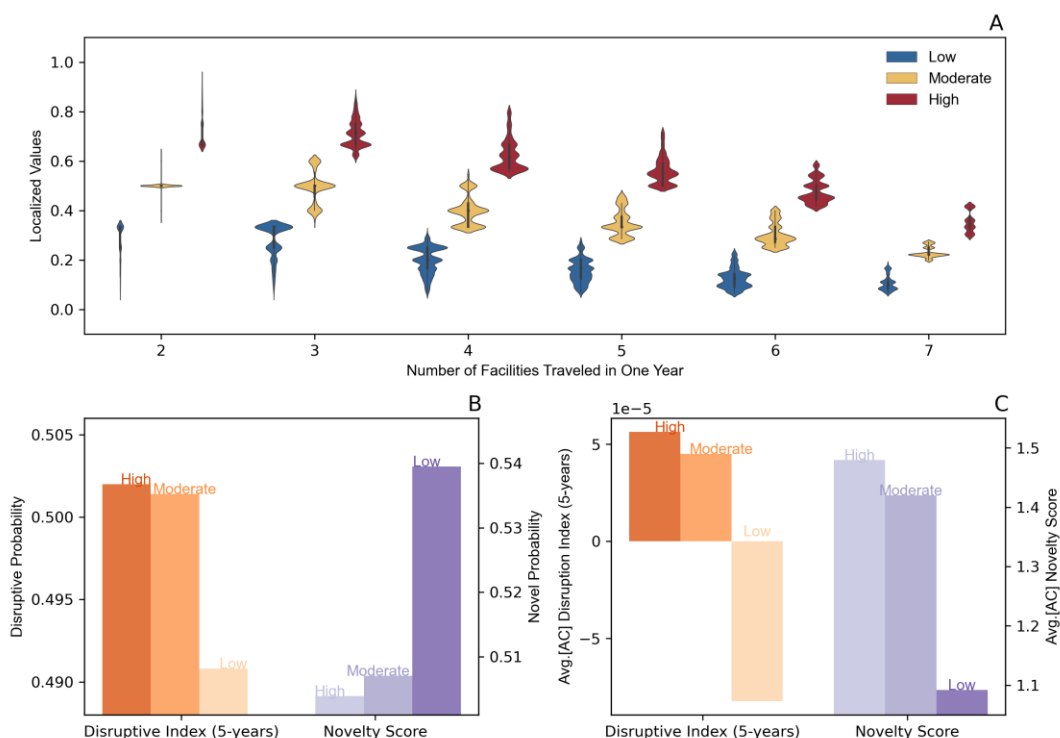 A
1.0
0.8
0.6
0.4
0.2
0.0
Localized Values
Low
Moderate
High
2 3 4 5 6 7
Number of Facilities Traveled in One Year
B
0.505
0.500
0.495
0.490
Disruptive Probability
High
Moderate
Low
High
Moderate
Low
0.54
0.53
0.52
0.51
Novel Probability
Disruptive Index (5-years) Novelty Score
C
1e−5
5
0
−5
Avg.[AC] Disruption Index (5-years)
High
Moderate
Low
High
Moderate
Low
1.5
1.4
1.3
1.2
1.1
Avg.[AC] Novelty Score
Disruptive Index (5-years) Novelty Score